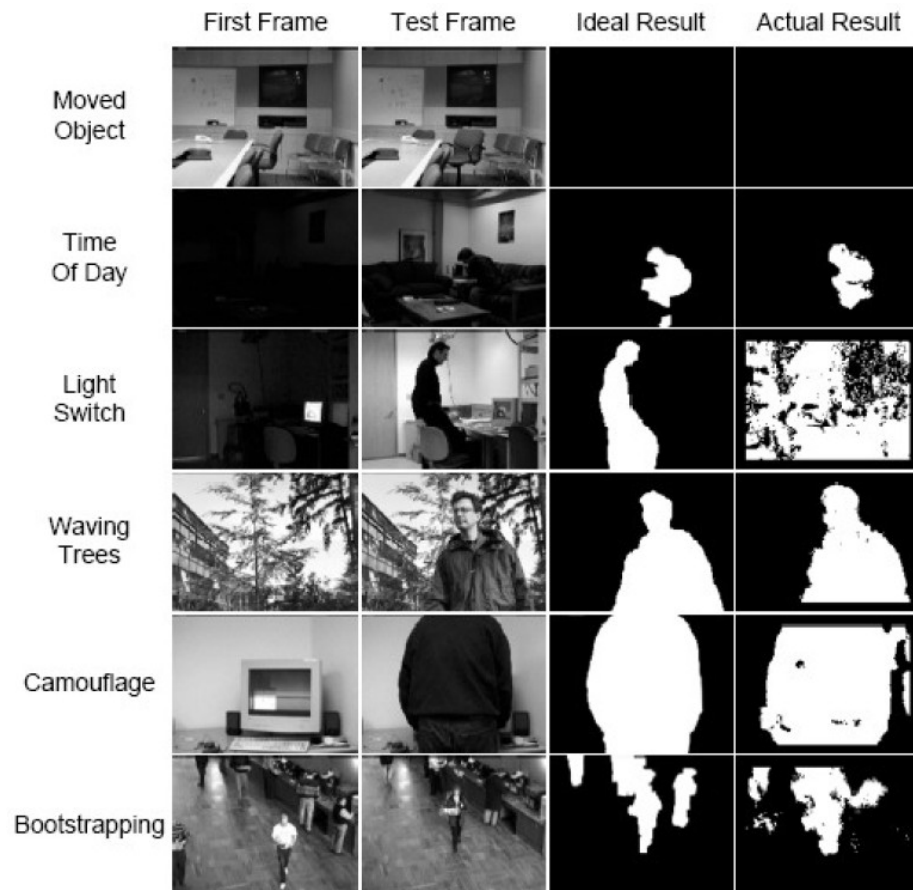 First Frame Test Frame Ideal Result Actual Result
Moved
Object
Time
Of Day
Light
Switch
Waving
Trees
Camouflage
Bootstrapping